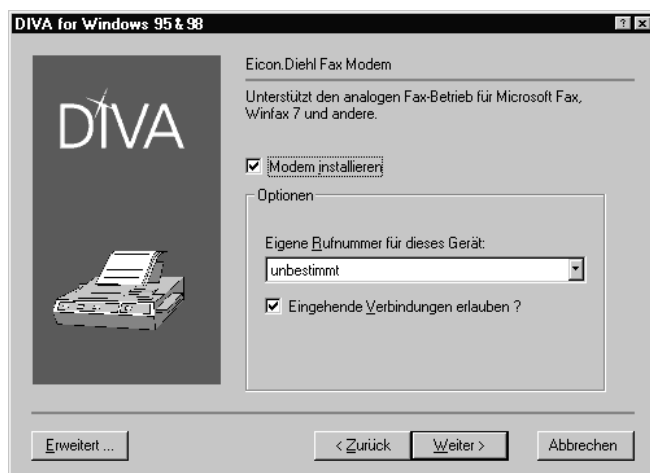 DIVA for Windows 95 & 98
DIVA
Eicon.Diehl Fax Modem
Unterstützt den analogen Fax-Betrieb für Microsoft Fax,
Winfax 7 und andere.
Modem installieren
Optionen
Eigene Rufnummer für dieses Gerät:
unbestimmt
Eingehende Verbindungen erlauben ?
Erweitert ...
< Zurück
Weiter >
Abbrechen